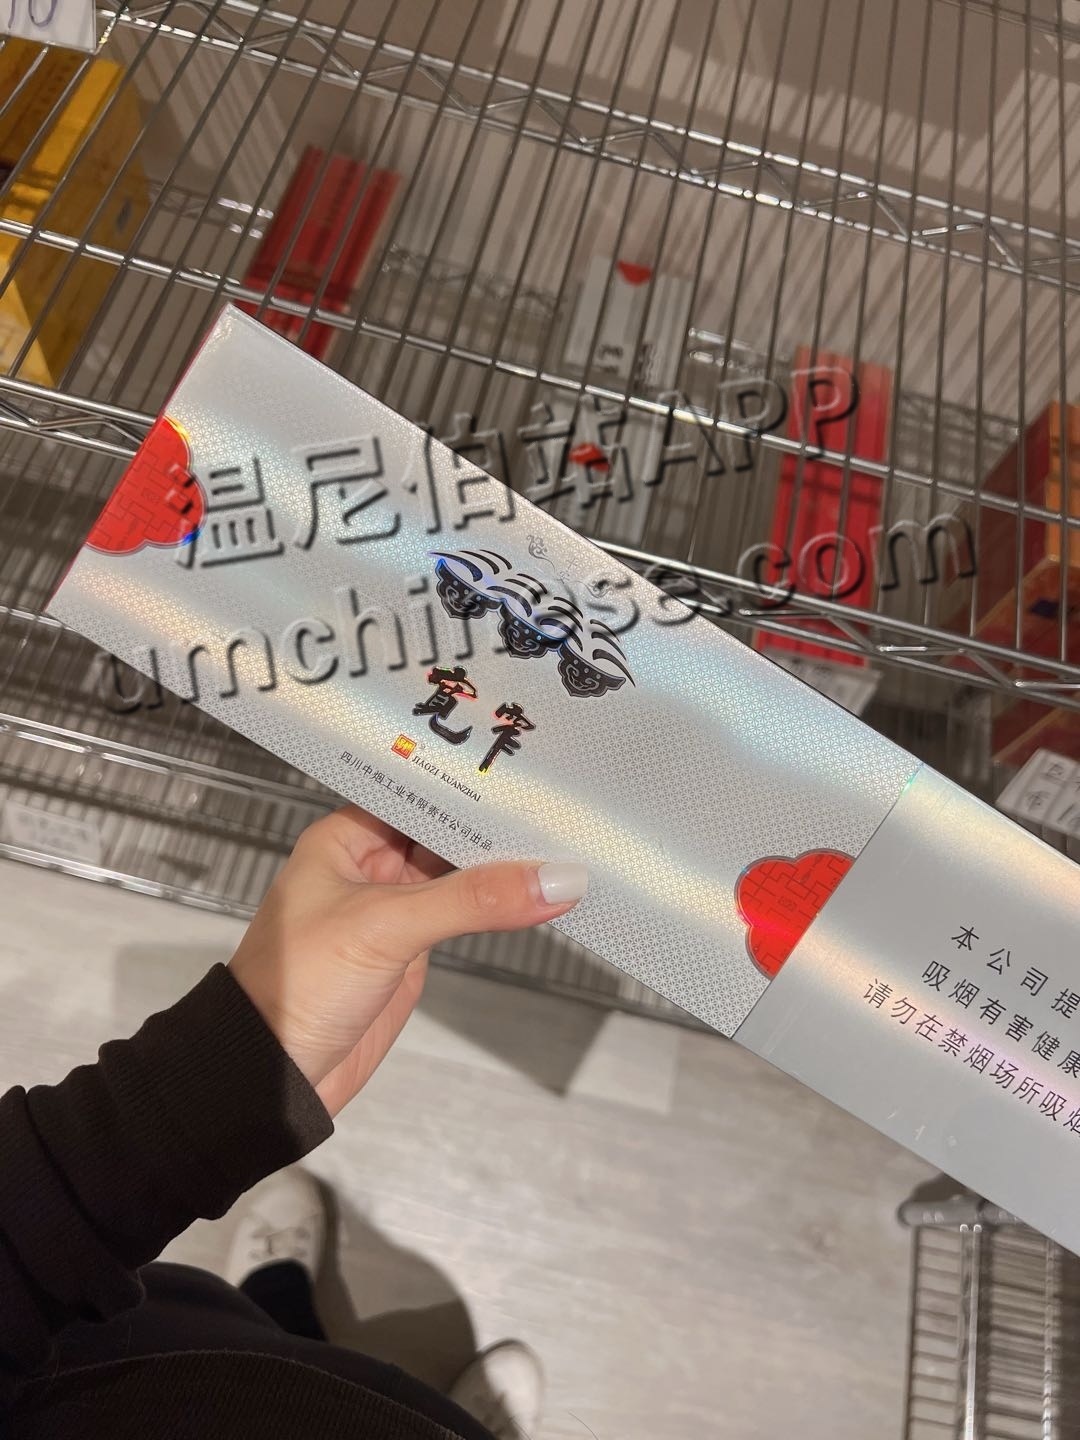 10
温尼伯站APP
umchinese.com
寬窄
JIAOZI KUANZHAI
四川中烟工业有限责任公司出品
本公司提
吸烟有害健康
请勿在禁烟场所吸烟